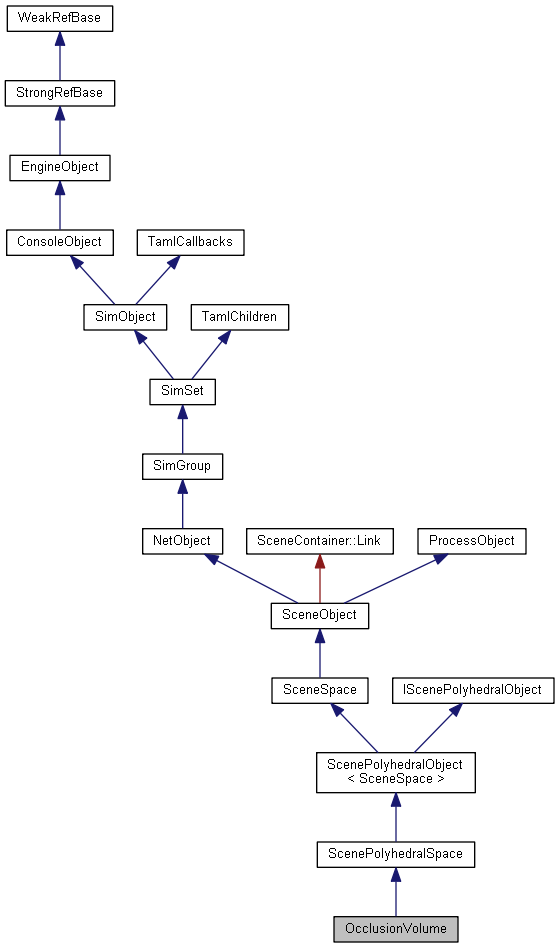 WeakRefBase
StrongRefBase
EngineObject
ConsoleObject
TamlCallbacks
SimObject
TamlChildren
SimSet
SimGroup
NetObject
SceneContainer::Link
ProcessObject
SceneObject
SceneSpace
IScenePolyhedralObject
ScenePolyhedralObject
< SceneSpace >
ScenePolyhedralSpace
OcclusionVolume